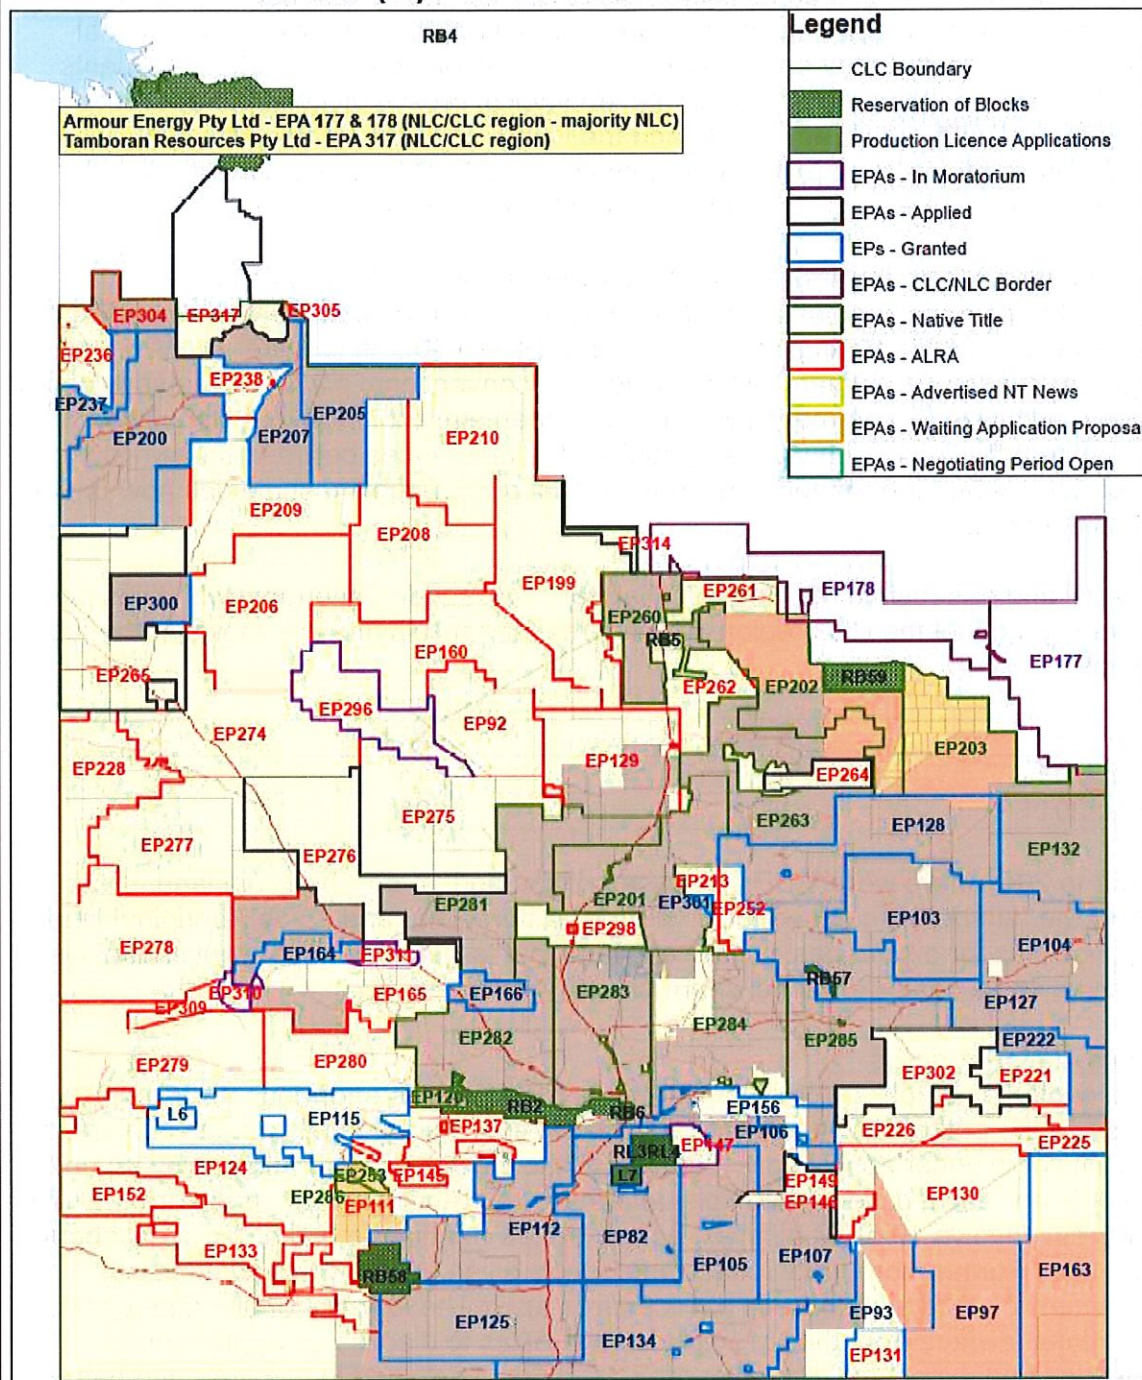 RB4
Legend
CLC Boundary
Reservation of Blocks
Production Licence Applications
EPAs - In Moratorium
EPAs - Applied
EPs - Granted
EPAs - CLC/NLC Border
EPAs - Native Title
EPAs - ALRA
EPAs - Advertised NT News
EPAs - Waiting Application Proposa
EPAs - Negotiating Period Open
Armour Energy Pty Ltd - EPA 177 & 178 (NLC/CLC region - majority NLC)
Tamboran Resources Pty Ltd - EPA 317 (NLC/CLC region)
EP304
EP317
EP305
EP236
EP238
EP237
EP200
EP207
EP205
EP210
EP209
EP208
EP314
EP199
EP261
EP178
EP300
EP206
EP260
RB5
EP160
EP177
EP265
EP262
EP202
RB59
EP296
EP274
EP92
EP203
EP228
EP129
EP264
EP275
EP263
EP128
EP277
EP276
EP132
EP213
EP281
EP201
EP301
EP252
EP103
EP298
EP278
EP164
EP104
RB57
EP310
EP165
EP166
EP283
EP127
EP309
EP284
EP282
EP285
EP222
EP279
EP280
EP302
EP221
EP120
RB2
RB6
EP156
L6
EP115
EP137
EP106
EP226
EP147
EP225
RL3RL4
EP124
EP253
EP145
L7
EP149
EP130
EP152
EP286
EP111
EP146
EP112
EP82
EP133
EP105
EP107
RB58
EP163
EP125
EP93
EP97
EP134
EP131